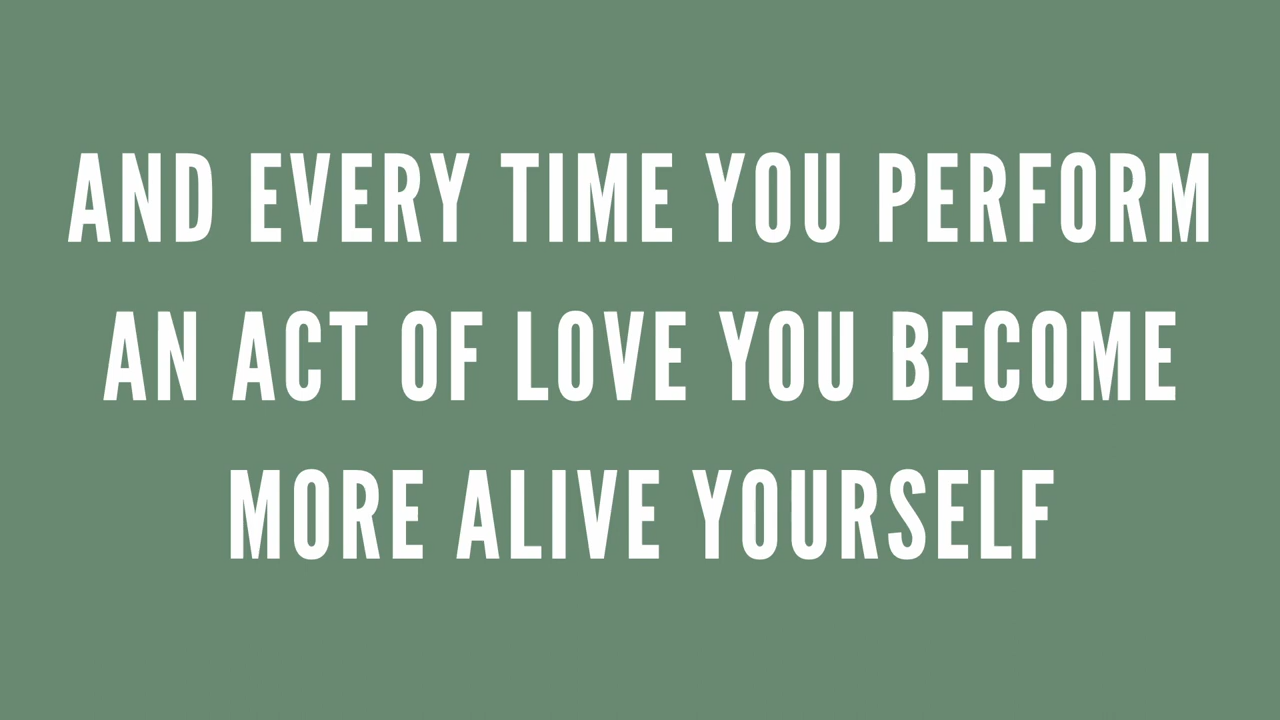 AND EVERY TIME YOU PERFORM
AN ACT OF LOVE YOU BECOME
MORE ALIVE YOURSELF